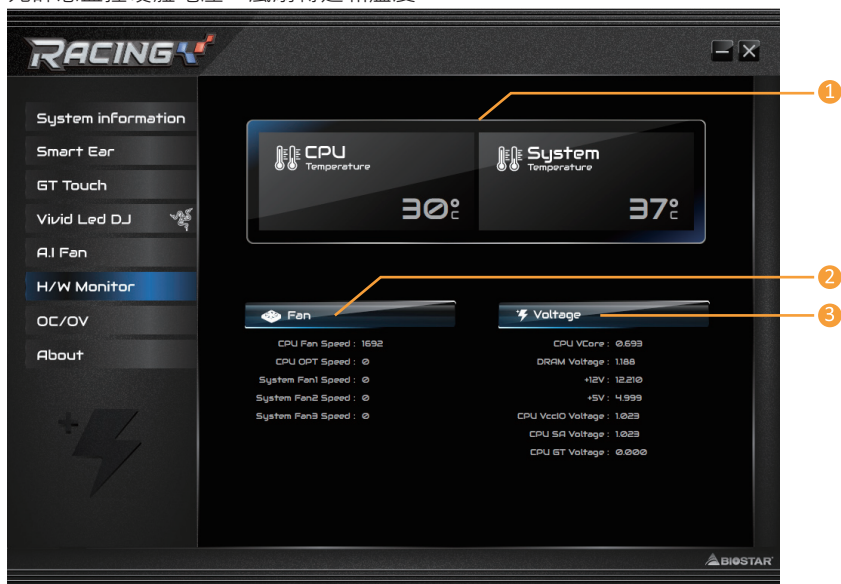 RACING
System information
Smart Ear
GT Touch
Vivid Led DJ
A.I Fan
H/W Monitor
OC/OV
About
CPU
Temperature
30°C
System
Temperature
37°C
1
2
3
Fan
CPU Fan Speed : 1692
CPU OPT Speed : 0
System Fan1 Speed : 0
System Fan2 Speed : 0
System Fan3 Speed : 0
Voltage
CPU VCore : 0.693
DRAM Voltage : 1.188
+12V : 12.210
+5V : 4.999
CPU VccIO Voltage : 1.023
CPU SA Voltage : 1.023
CPU GT Voltage : 0.000
BIOSTAR